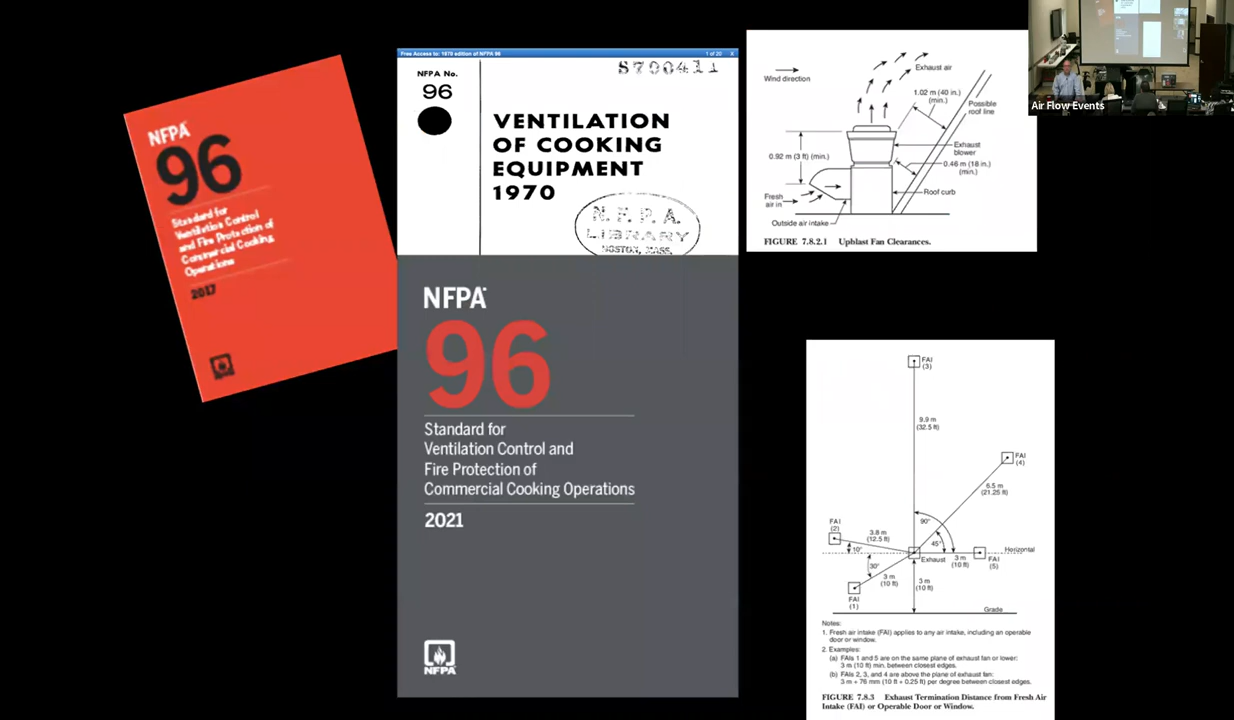 NFPA
96
Standard for
Ventilation Control
and Fire Protection of
Commercial Cooking
Operations
2017
Free Access to: 1970 edition of NFPA 96
1 of 20 X
NFPA No.
96
S700411
VENTILATION
OF COOKING
EQUIPMENT
1970
N.F.P.A.
LIBRARY
BOSTON, MASS.
NFPA
96
Standard for
Ventilation Control and
Fire Protection of
Commercial Cooking Operations
2021
NFPA
Wind direction
Exhaust air
1.02 m (40 in.)
(min.)
Possible
roof line
0.92 m (3 ft) (min.)
Exhaust
blower
0.46 m (18 in.)
(min.)
Fresh
air in
Roof curb
Outside air intake
FIGURE 7.8.2.1 Upblast Fan Clearances.
Air Flow Events
FAI
(3)
9.9 m
(32.5 ft)
FAI
(4)
6.5 m
(21.25 ft)
FAI
(2)
3.8 m
(12.5 ft)
90°
45°
10°
Horizontal
Exhaust
3 m
(10 ft)
FAI
(5)
30°
3 m
(10 ft)
3 m
(10 ft)
FAI
(1)
Grade
Notes:
1. Fresh air intake (FAI) applies to any air intake, including an operable
door or window.
2. Examples:
(a) FAIs 1 and 5 are on the same plane of exhaust fan or lower:
3 m (10 ft) min. between closest edges.
(b) FAIs 2, 3, and 4 are above the plane of exhaust fan:
3 m + 76 mm (10 ft + 0.25 ft) per degree between closest edges.
FIGURE 7.8.3 Exhaust Termination Distance from Fresh Air
Intake (FAI) or Operable Door or Window.